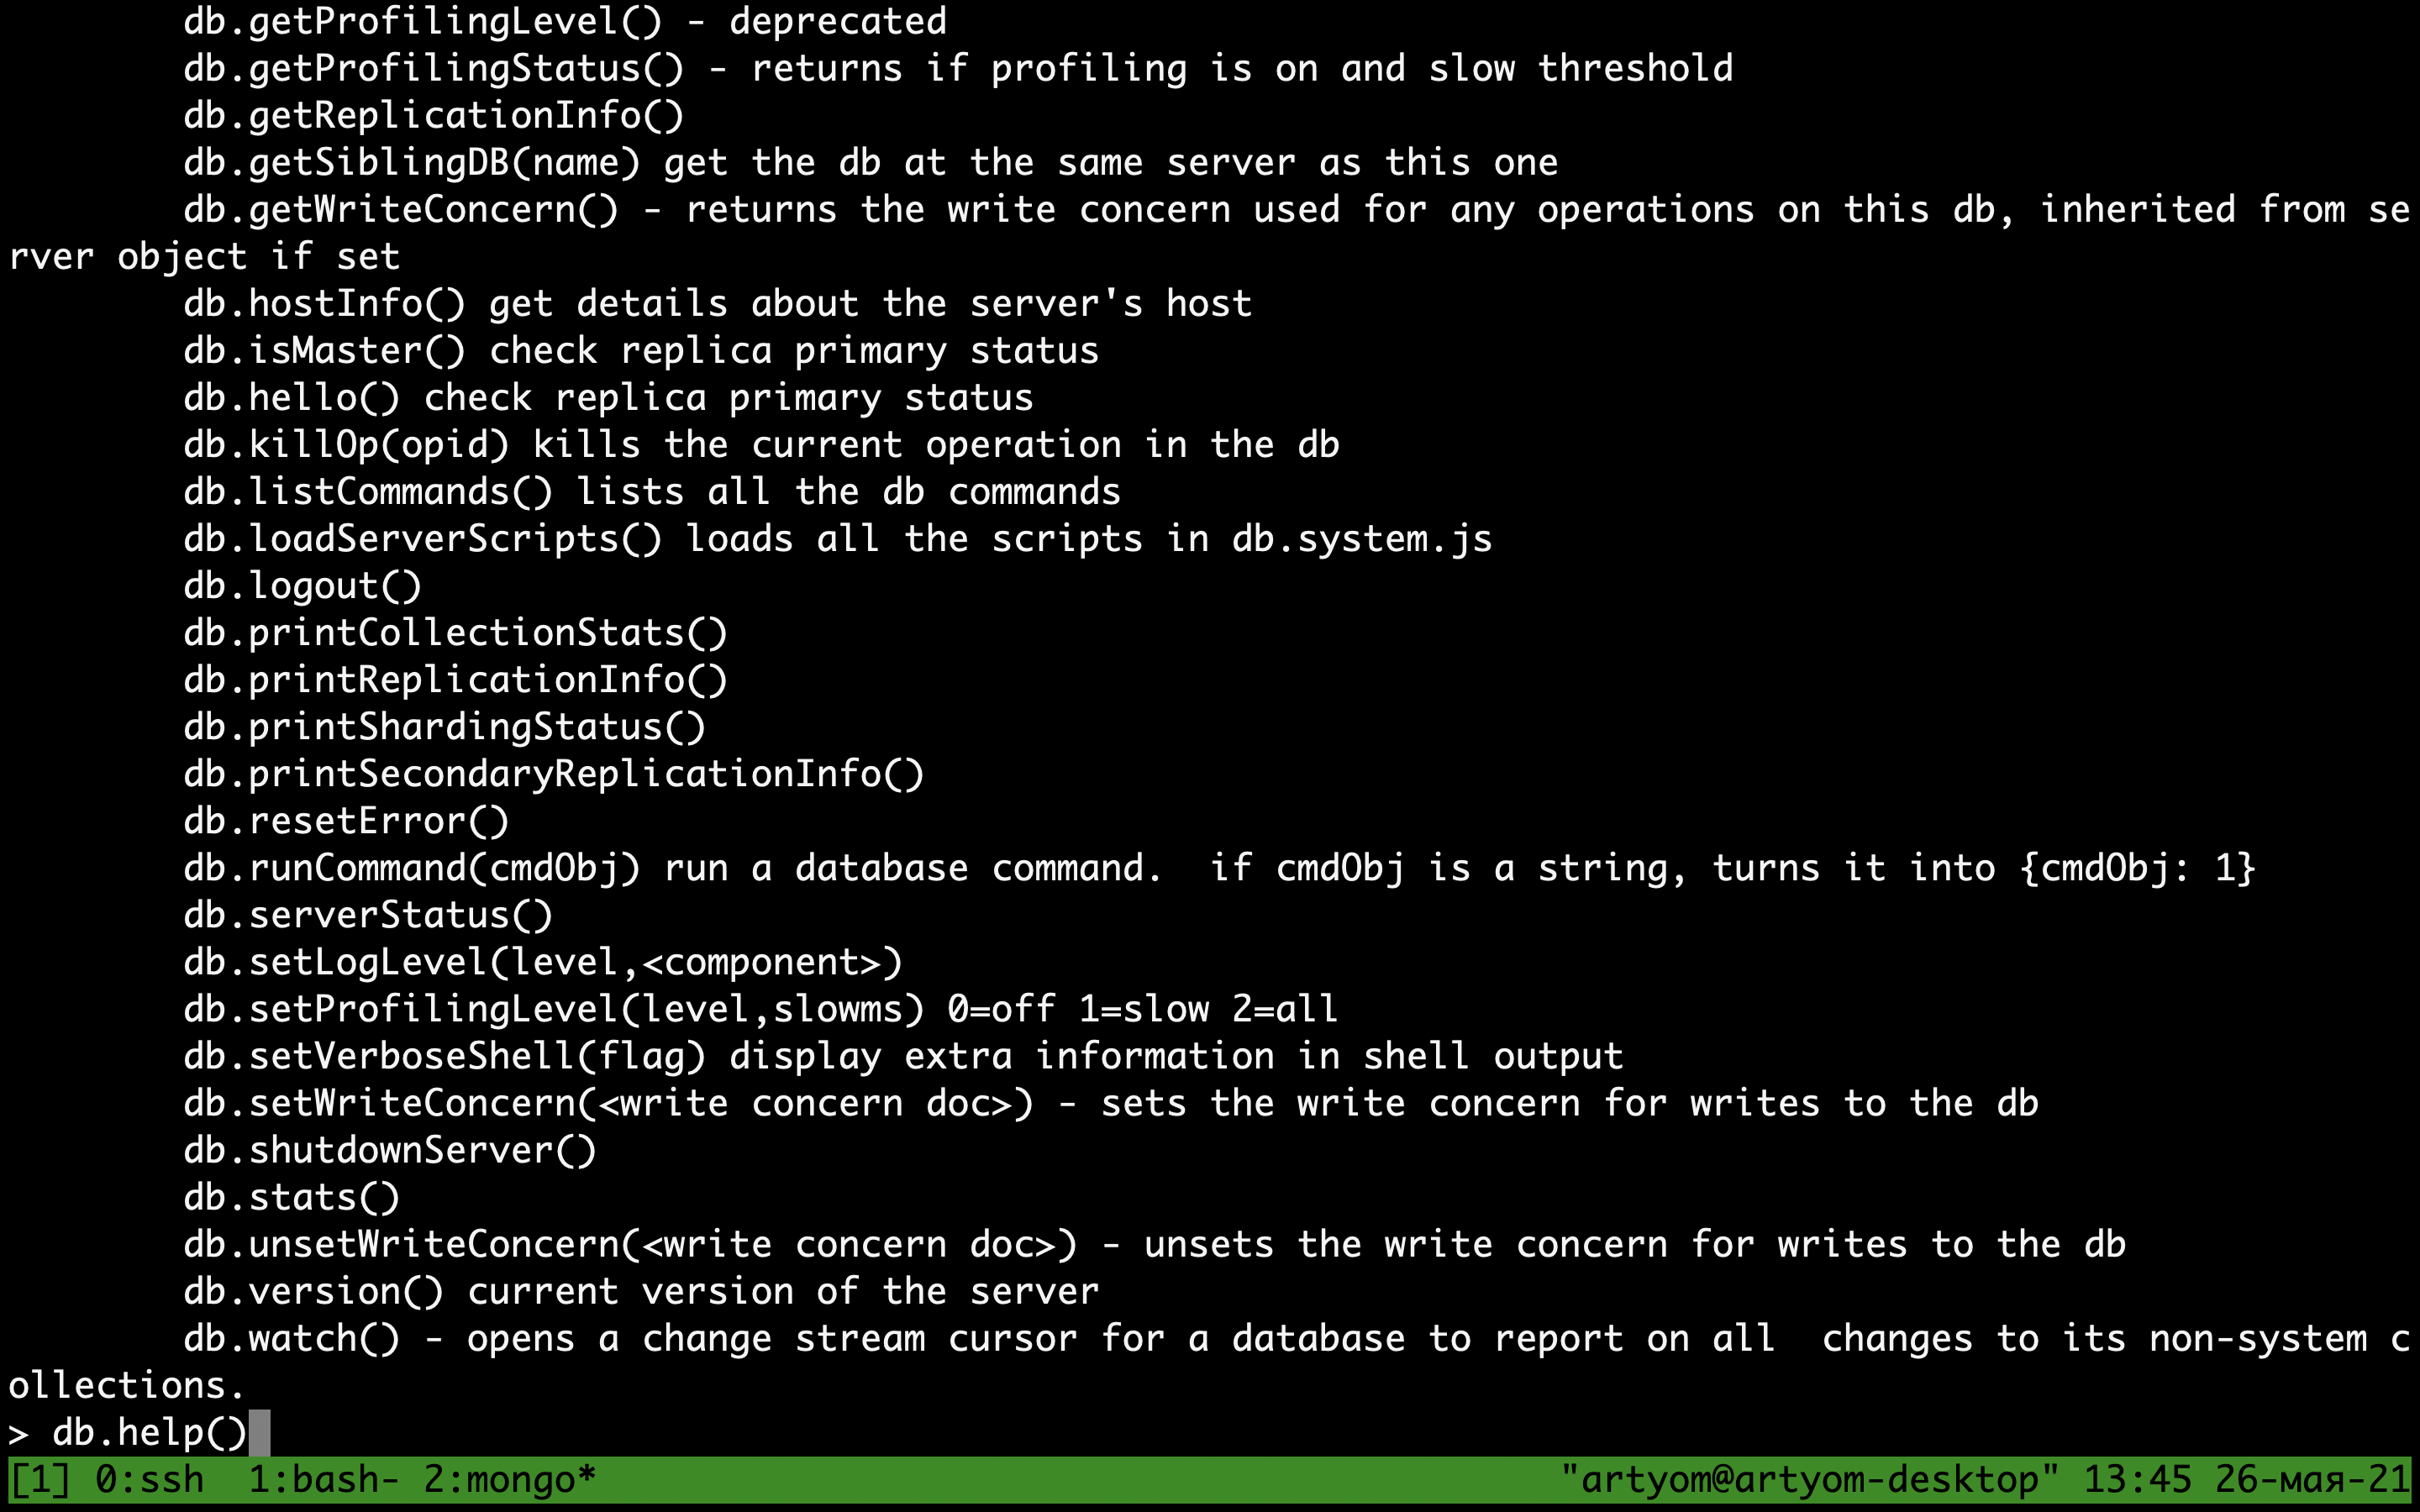 db.getProfilingLevel() - deprecated
db.getProfilingStatus() - returns if profiling is on and slow threshold
db.getReplicationInfo()
db.getSiblingDB(name) get the db at the same server as this one
db.getWriteConcern() - returns the write concern used for any operations on this db, inherited from se
rver object if set
db.hostInfo() get details about the server's host
db.isMaster() check replica primary status
db.hello() check replica primary status
db.killOp(opid) kills the current operation in the db
db.listCommands() lists all the db commands
db.loadServerScripts() loads all the scripts in db.system.js
db.logout()
db.printCollectionStats()
db.printReplicationInfo()
db.printShardingStatus()
db.printSecondaryReplicationInfo()
db.resetError()
db.runCommand(cmdObj) run a database command.  if cmdObj is a string, turns it into {cmdObj: 1}
db.serverStatus()
db.setLogLevel(level,<component>)
db.setProfilingLevel(level,slowms) 0=off 1=slow 2=all
db.setVerboseShell(flag) display extra information in shell output
db.setWriteConcern(<write concern doc>) - sets the write concern for writes to the db
db.shutdownServer()
db.stats()
db.unsetWriteConcern(<write concern doc>) - unsets the write concern for writes to the db
db.version() current version of the server
db.watch() - opens a change stream cursor for a database to report on all  changes to its non-system c
ollections.
> db.help()
[1] 0:ssh  1:bash- 2:mongo* "artyom@artyom-desktop" 13:45 26-мая-21